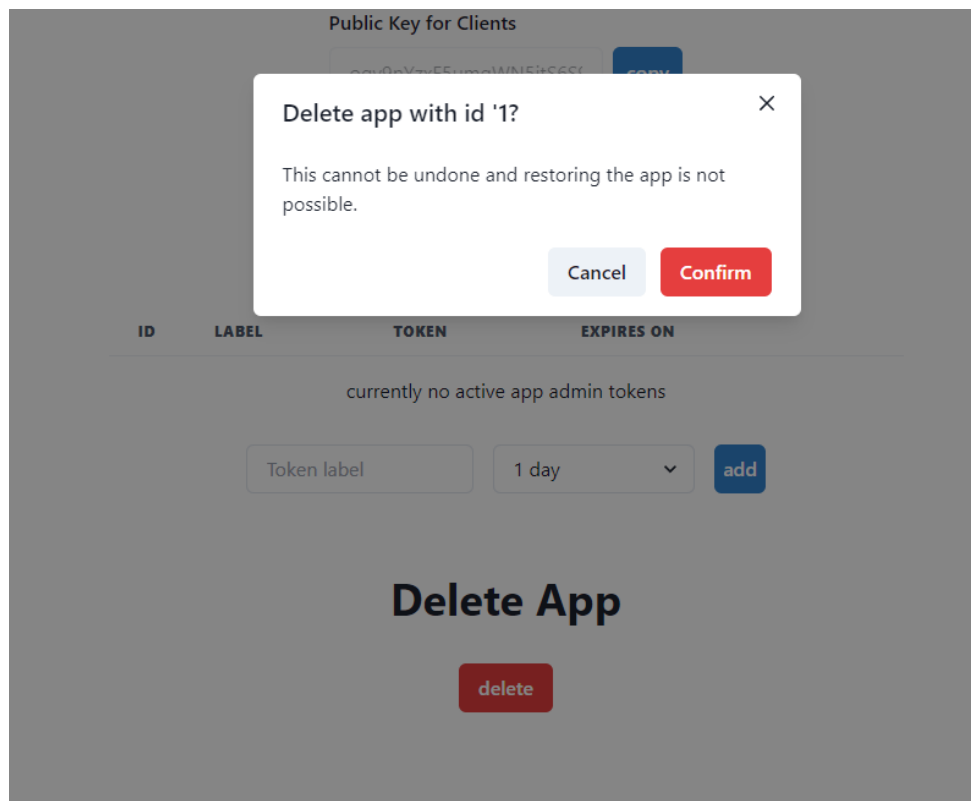 Public Key for Clients
copy
Delete app with id '1?
This cannot be undone and restoring the app is not
possible.
Cancel Confirm
ID LABEL TOKEN EXPIRES ON
currently no active app admin tokens
Token label 1 day add
Delete App
delete